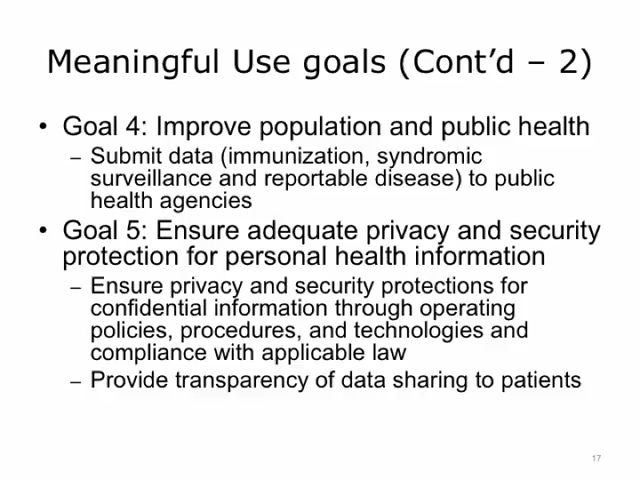 Meaningful Use goals (Cont’d – 2)
• Goal 4: Improve population and public health
– Submit data (immunization, syndromic
surveillance and reportable disease) to public
health agencies
• Goal 5: Ensure adequate privacy and security
protection for personal health information
– Ensure privacy and security protections for
confidential information through operating
policies, procedures, and technologies and
compliance with applicable law
– Provide transparency of data sharing to patients
17